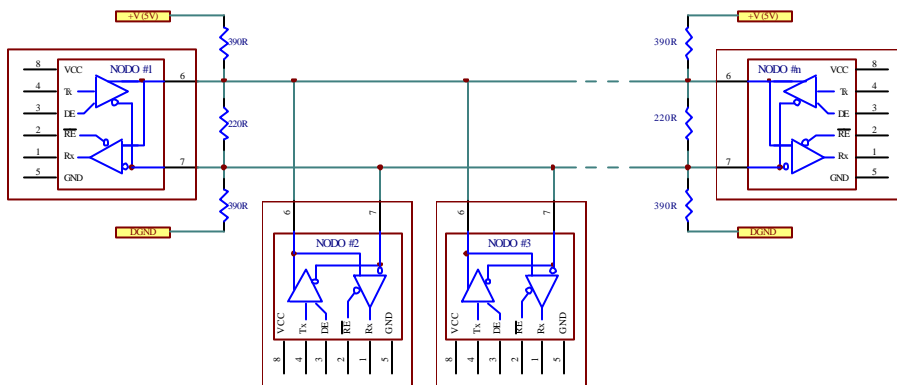 +V (5V)
+V (5V)
390R
390R
NODO #1
NODO #n
8
VCC
6
6
VCC
8
4
Tx
Tx
4
3
DE
DE
3
220R
220R
2
RE
RE
2
1
Rx
7
7
Rx
1
5
GND
GND
5
390R
390R
DGND
DGND
6
7
6
7
NODO #2
NODO #3
VCC
Tx
DE
RE
Rx
GND
VCC
Tx
DE
RE
Rx
GND
8
4
3
2
1
5
8
4
3
2
1
5